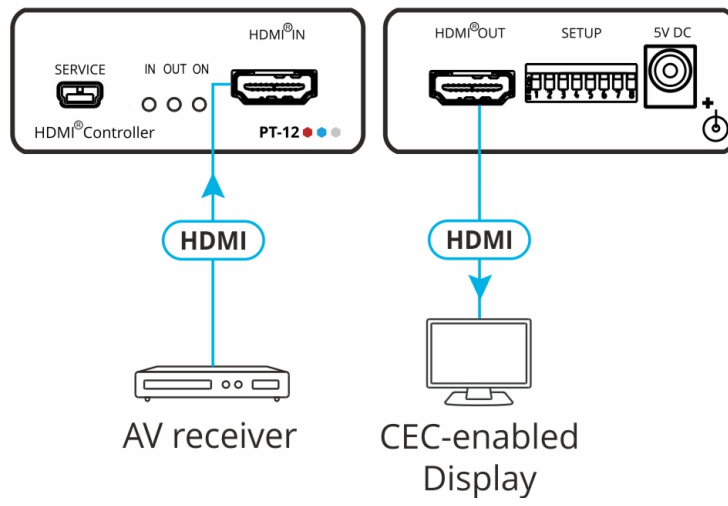 HDMI®IN
SERVICE
IN OUT ON
HDMI®Controller
PT-12
HDMI®OUT
SETUP
5V DC
1 2 3 4 5 6 7 8
+
HDMI
HDMI
AV receiver
CEC-enabled
Display